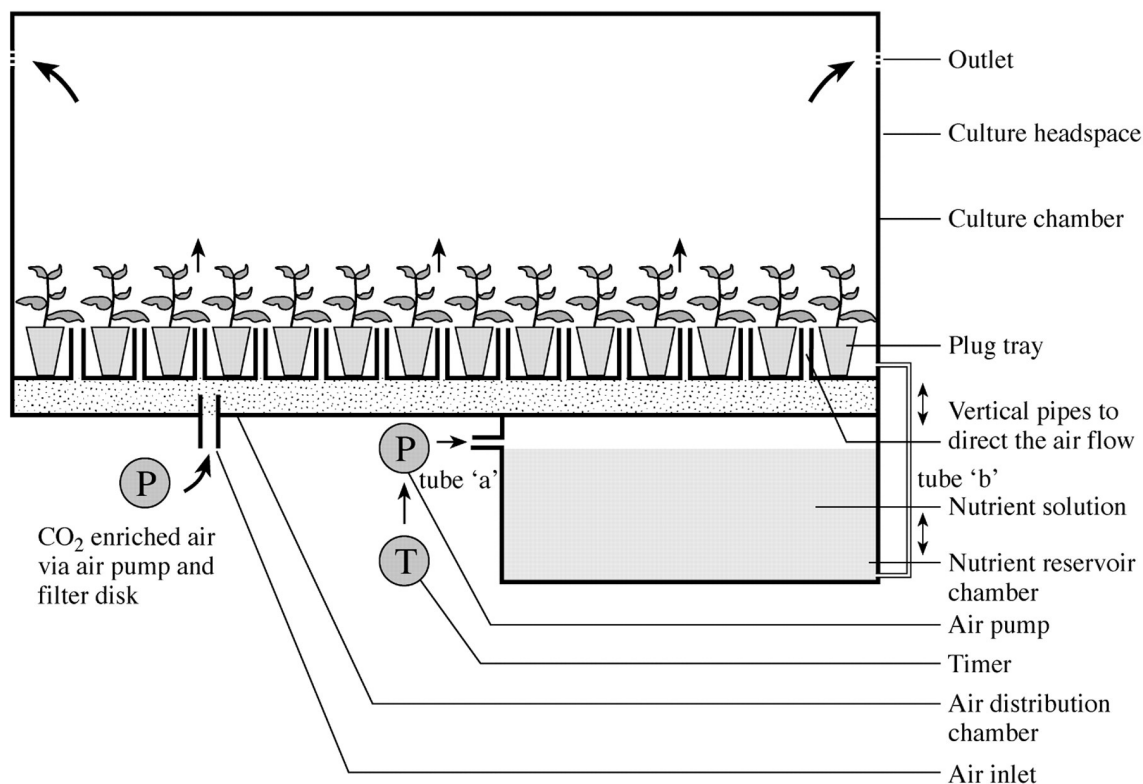 Outlet
Culture headspace
Culture chamber
Plug tray
Vertical pipes to
direct the air flow
P
tube ‘a’
tube ‘b’
P
Nutrient solution
CO₂ enriched air
via air pump and
filter disk
T
Nutrient reservoir
chamber
Air pump
Timer
Air distribution
chamber
Air inlet